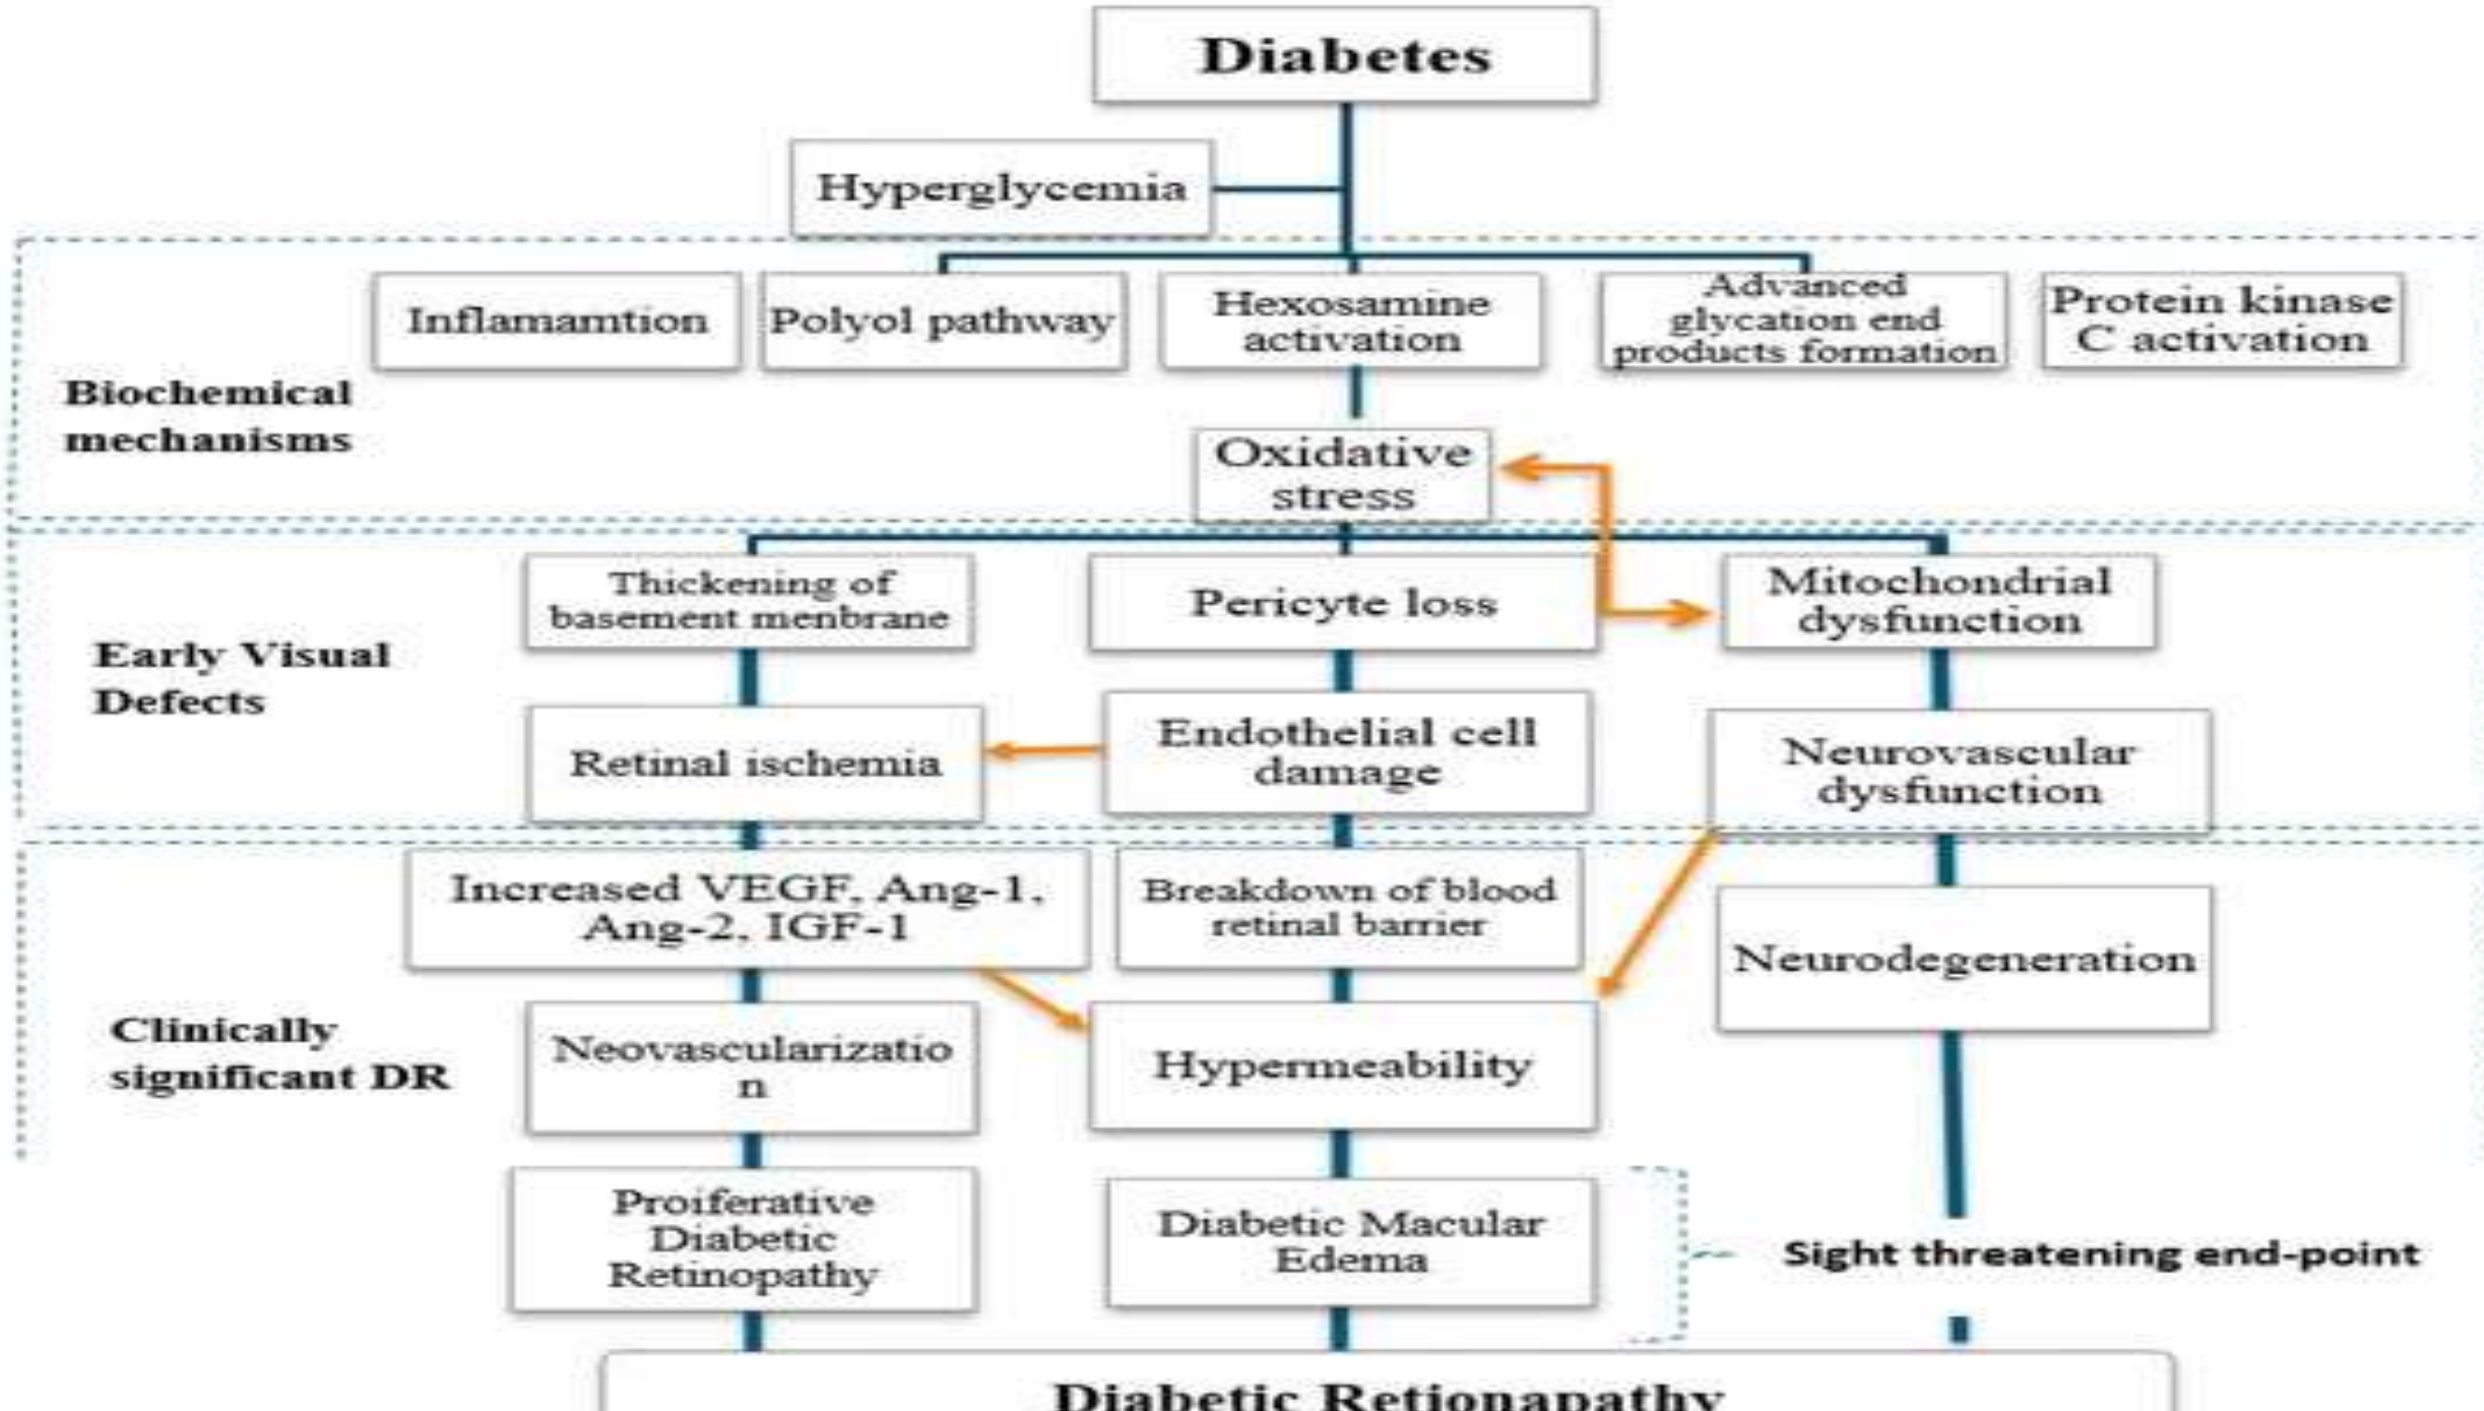 Diabetes
Hyperglycemia
Inflamamtion
Polyol pathway
Hexosamine
activation
Advanced
glycation end
products formation
Protein kinase
C activation
Biochemical
mechanisms
Oxidative
stress
Thickening of
basement menbrane
Pericyte loss
Mitochondrial
dysfunction
Early Visual
Defects
Retinal ischemia
Endothelial cell
damage
Neurovascular
dysfunction
Increased VEGF, Ang-1,
Ang-2, IGF-1
Breakdown of blood
retinal barrier
Neurodegeneration
Clinically
significant DR
Neovascularizatio
n
Hypermeability
Proiferative
Diabetic
Retinopathy
Diabetic Macular
Edema
Sight threatening end-point
Diabetic Retionapathy